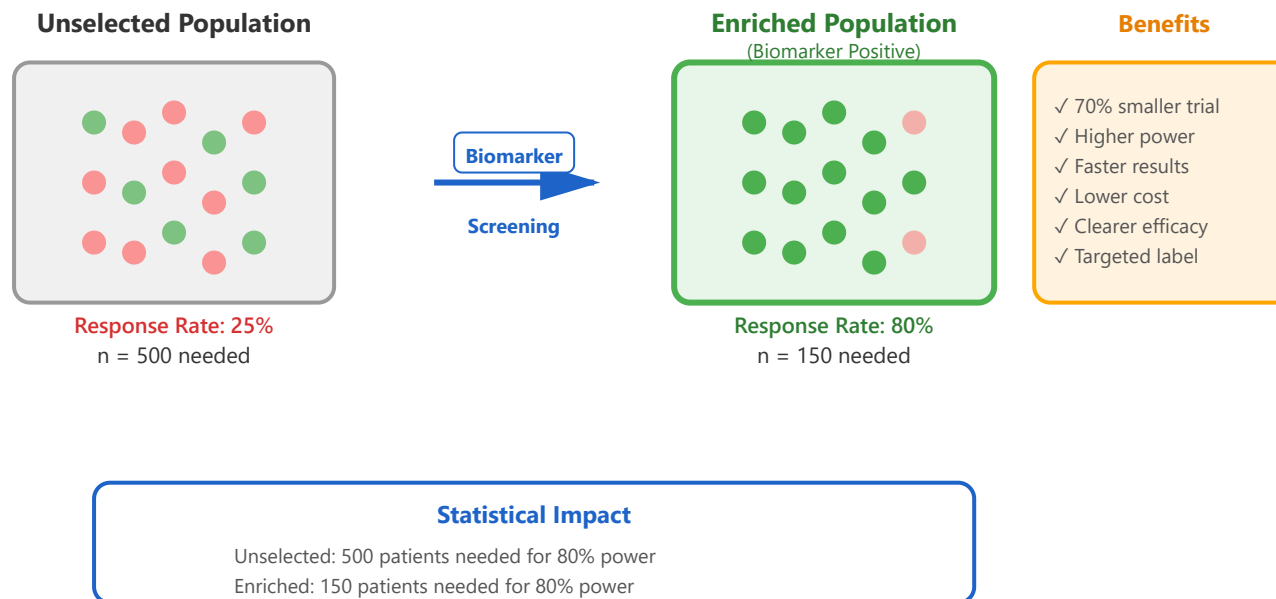 Unselected Population
Response Rate: 25%
n = 500 needed
Biomarker
Screening
Enriched Population
(Biomarker Positive)
Response Rate: 80%
n = 150 needed
Benefits
✓ 70% smaller trial
✓ Higher power
✓ Faster results
✓ Lower cost
✓ Clearer efficacy
✓ Targeted label
Statistical Impact
Unselected: 500 patients needed for 80% power
Enriched: 150 patients needed for 80% power